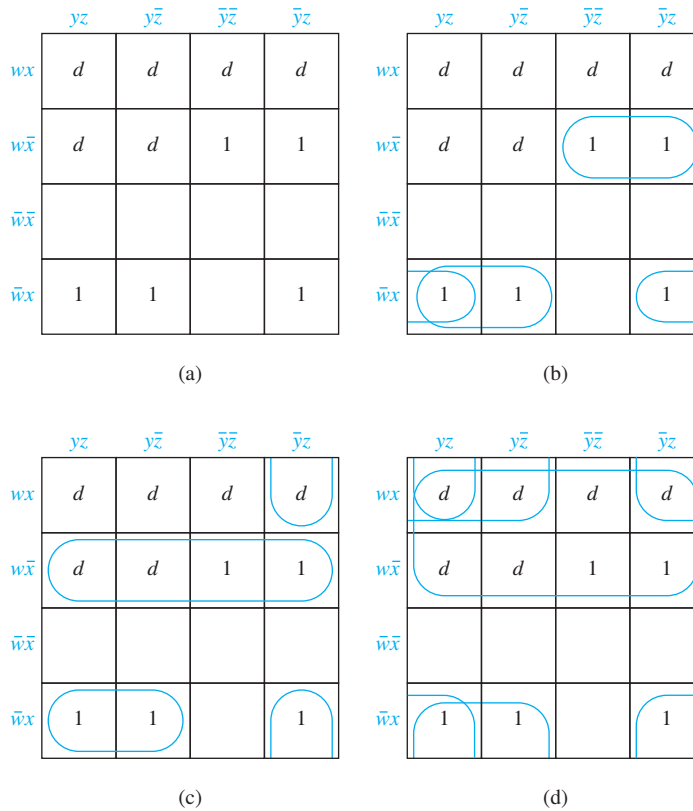 yz yz̄ ȳz̄ ȳz yz yz̄ ȳz̄ ȳz
wx d d d d wx d d d d
wx̄ d d 1 1 wx̄ d d 1 1
w̄x̄ w̄x̄
w̄x 1 1 1 w̄x 1 1 1
(a) (b)
yz yz̄ ȳz̄ ȳz yz yz̄ ȳz̄ ȳz
wx d d d d wx d d d d
wx̄ d d 1 1 wx̄ d d 1 1
w̄x̄ w̄x̄
w̄x 1 1 1 w̄x 1 1 1
(c) (d)